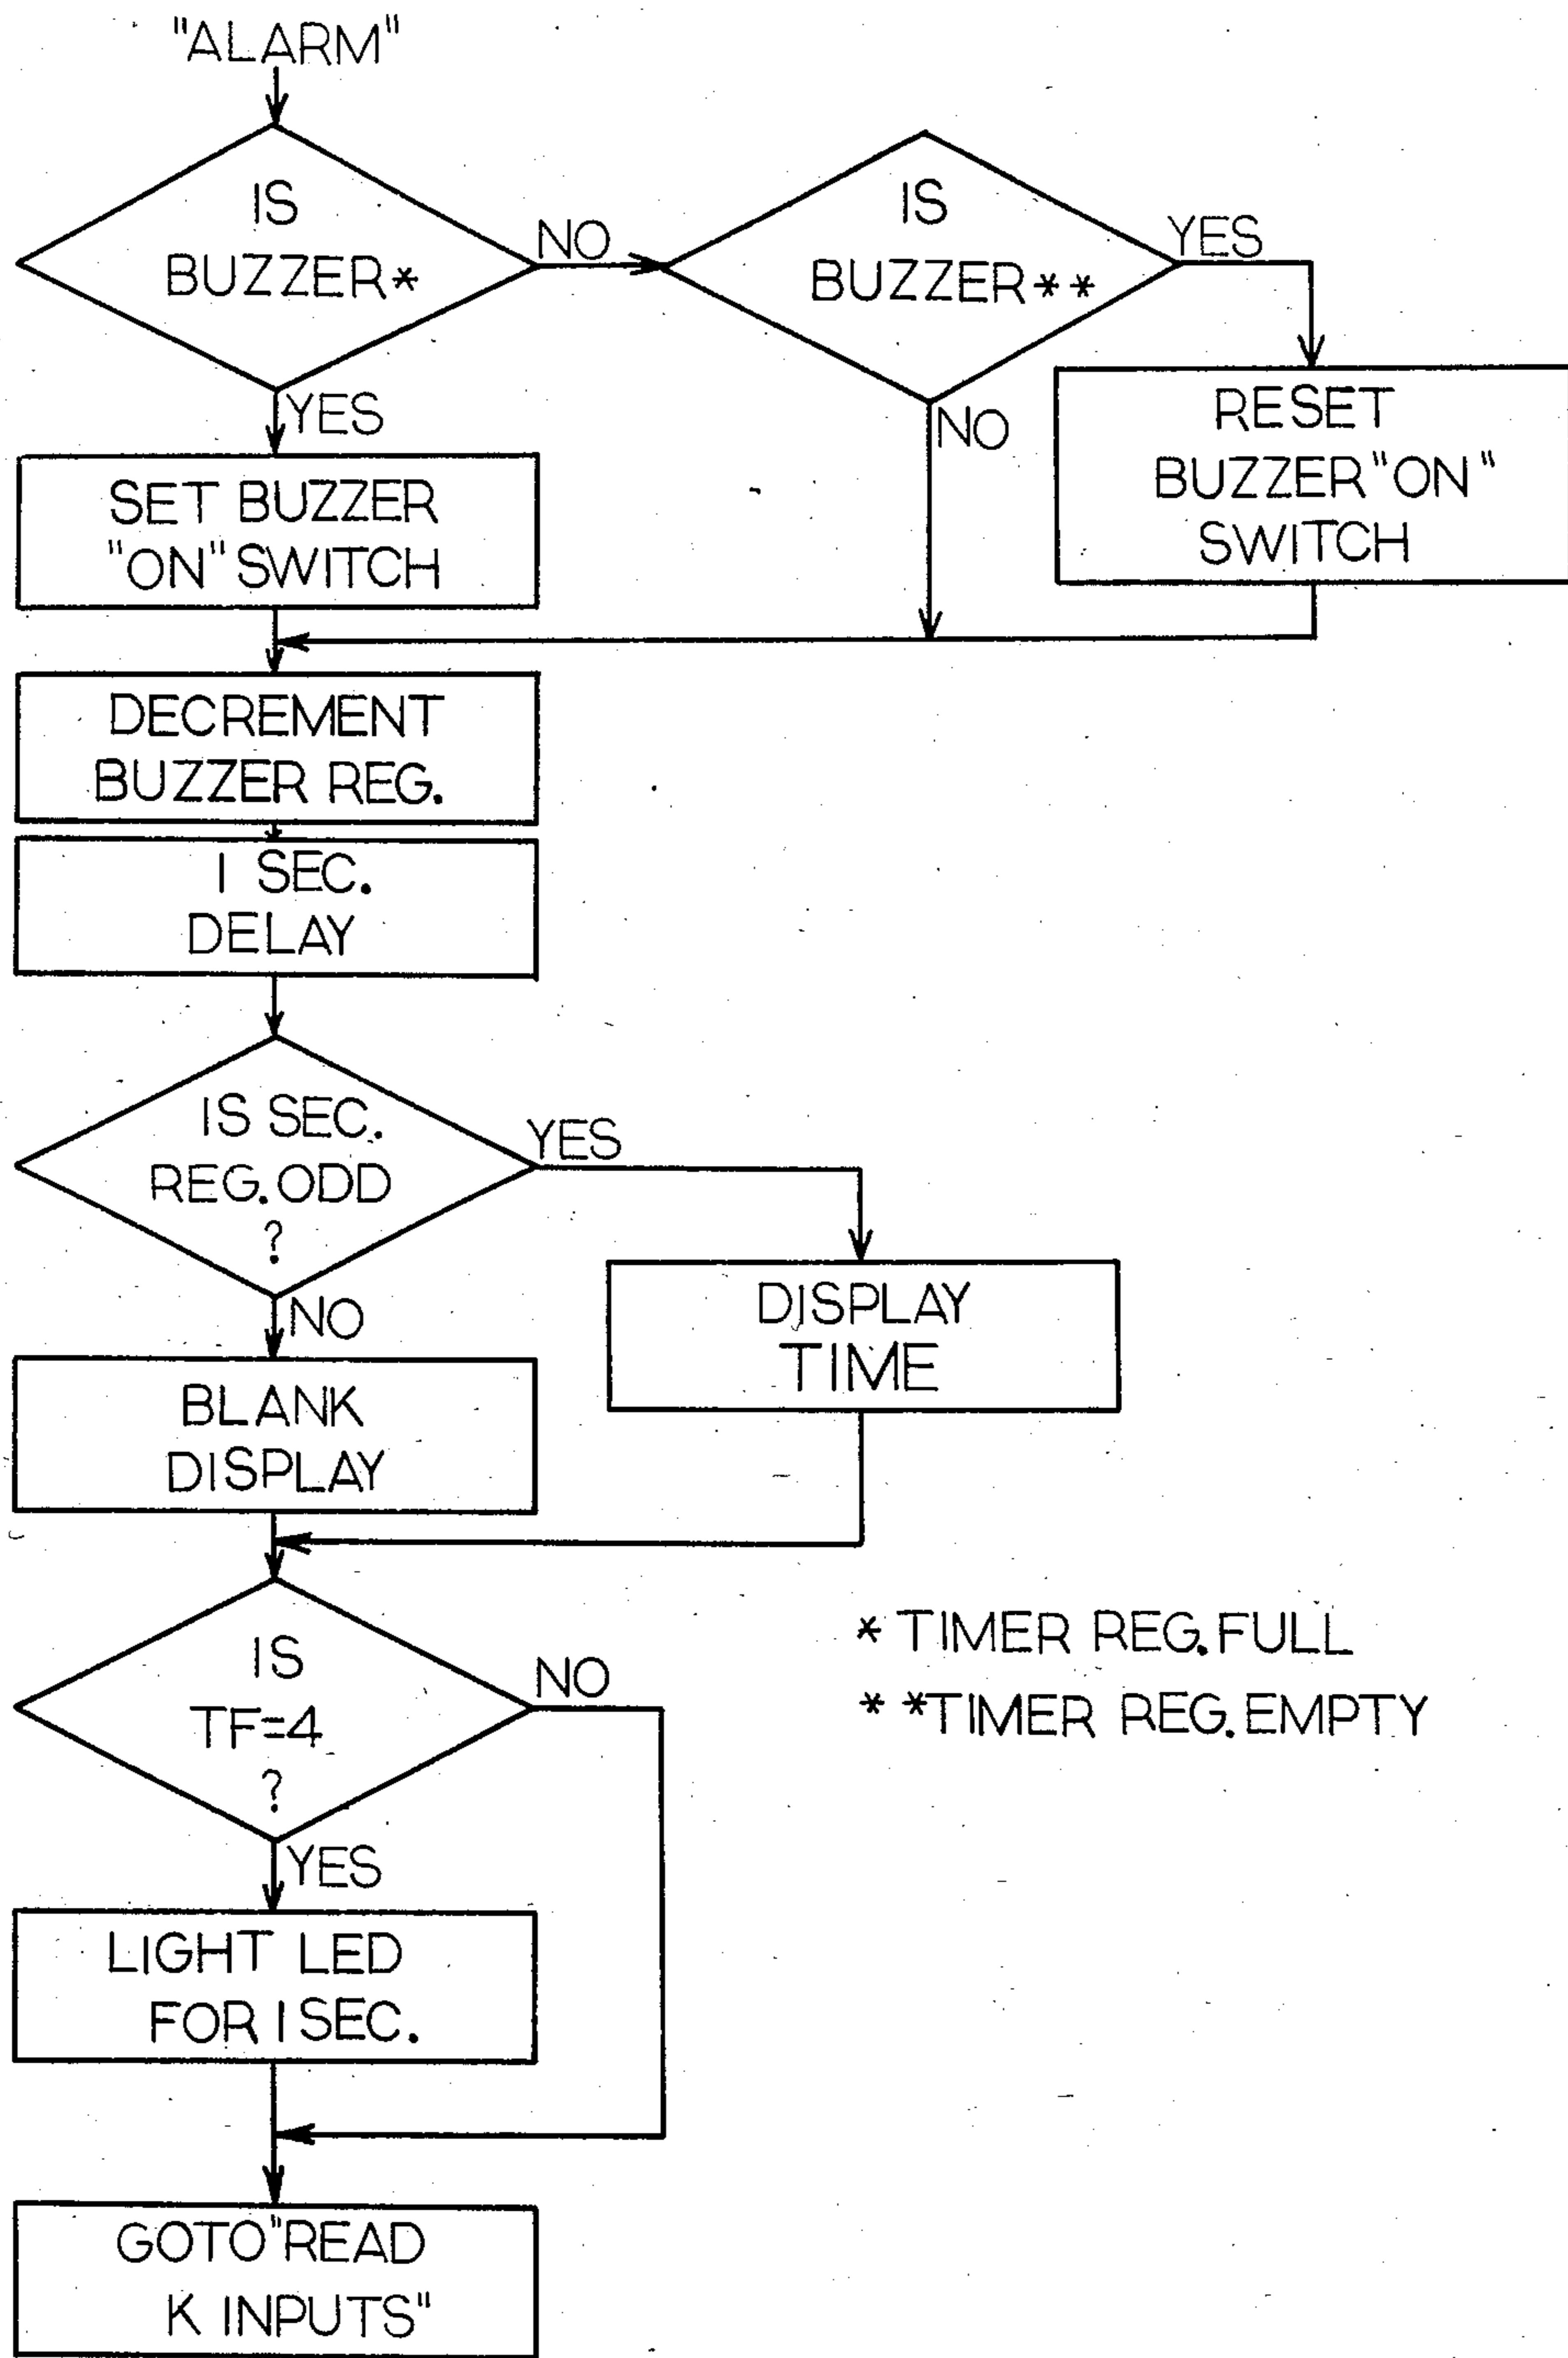 "ALARM"
IS
BUZZER*
NO
IS
BUZZER**
YES
YES
SET BUZZER
"ON" SWITCH
NO
RESET
BUZZER "ON"
SWITCH
DECREMENT
BUZZER REG.
1 SEC.
DELAY
IS SEC.
REG. ODD
?
YES
NO
DISPLAY
TIME
BLANK
DISPLAY
IS
TF=4
?
NO
YES
* TIMER REG. FULL
* *TIMER REG. EMPTY
LIGHT LED
FOR 1 SEC.
GOTO "READ
K INPUTS"